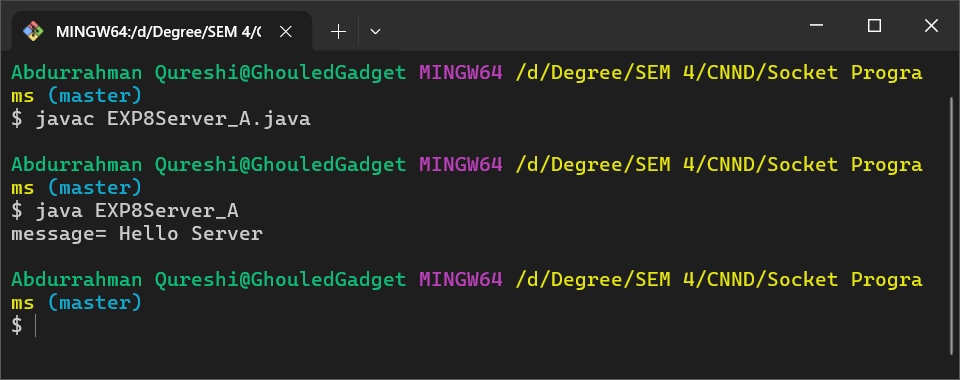 MINGW64:/d/Degree/SEM 4/C
Abdurrahman Qureshi@GhouledGadget MINGW64 /d/Degree/SEM 4/CNND/Socket Progra
ms (master)
$ javac EXP8Server_A.java
Abdurrahman Qureshi@GhouledGadget MINGW64 /d/Degree/SEM 4/CNND/Socket Progra
ms (master)
$ java EXP8Server_A
message= Hello Server
Abdurrahman Qureshi@GhouledGadget MINGW64 /d/Degree/SEM 4/CNND/Socket Progra
ms (master)
$